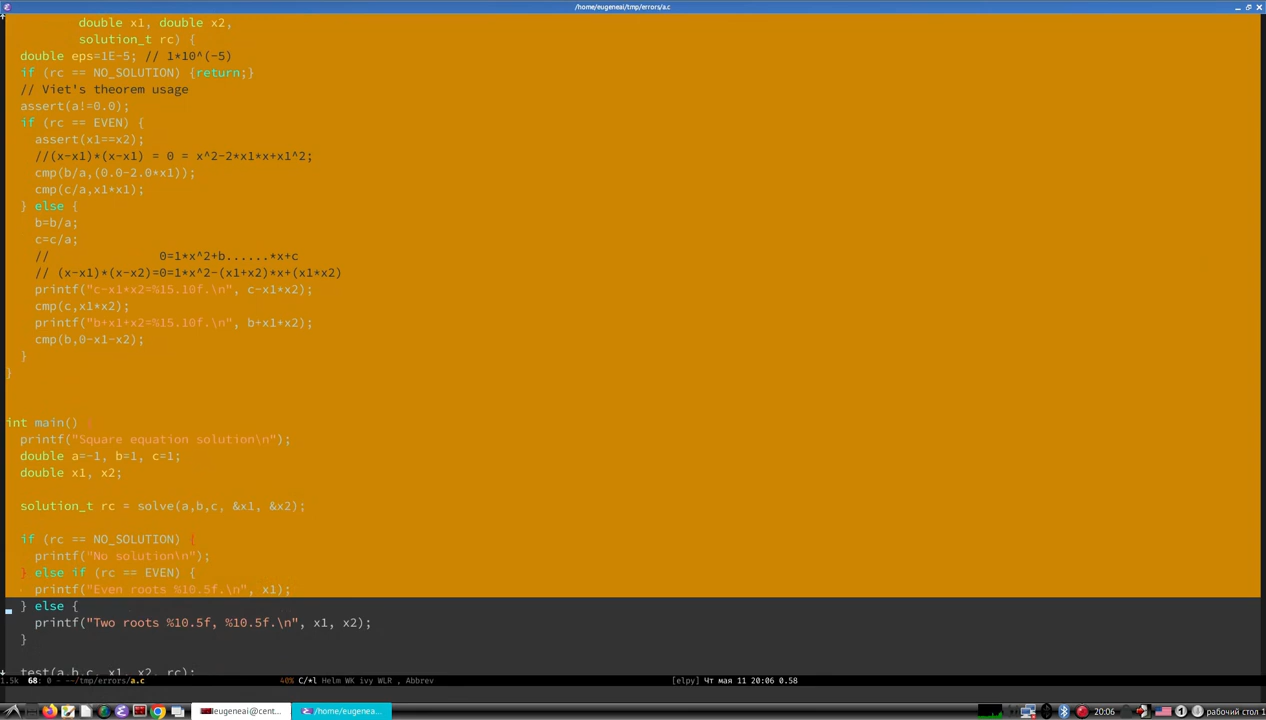 /home/eugeneai/tmp/errors/a.c
double x1, double x2,
solution_t rc) {
double eps=1E-5; // 1*10^(-5)
if (rc == NO_SOLUTION) {return;}
// Viet's theorem usage
assert(a!=0.0);
if (rc == EVEN) {
assert(x1==x2);
//(x-x1)*(x-x1) = 0 = x^2-2*x1*x+x1^2;
cmp(b/a,(0.0-2.0*x1));
cmp(c/a,x1*x1);
} else {
b=b/a;
c=c/a;
// 0=1*x^2+b......*x+c
// (x-x1)*(x-x2)=0=1*x^2-(x1+x2)*x+(x1*x2)
printf("c-x1*x2=%15.10f.\n", c-x1*x2);
cmp(c,x1*x2);
printf("b+x1+x2=%15.10f.\n", b+x1+x2);
cmp(b,0-x1-x2);
}
}
int main() {
printf("Square equation solution\n");
double a=-1, b=1, c=1;
double x1, x2;
solution_t rc = solve(a,b,c, &x1, &x2);
if (rc == NO_SOLUTION) {
printf("No solution\n");
} else if (rc == EVEN) {
printf("Even roots %10.5f.\n", x1);
} else {
printf("Two roots %10.5f, %10.5f.\n", x1, x2);
}
test(a,b,c, x1, x2, rc);
1.5k 68: 0 - ~/tmp/errors/a.c 40% C/*l Helm WK ivy WLR , Abbrev [elpy] Чт мая 11 20:06 0.58
eugeneai@cent... /home/eugenea... 20:06 рабочий стол 1